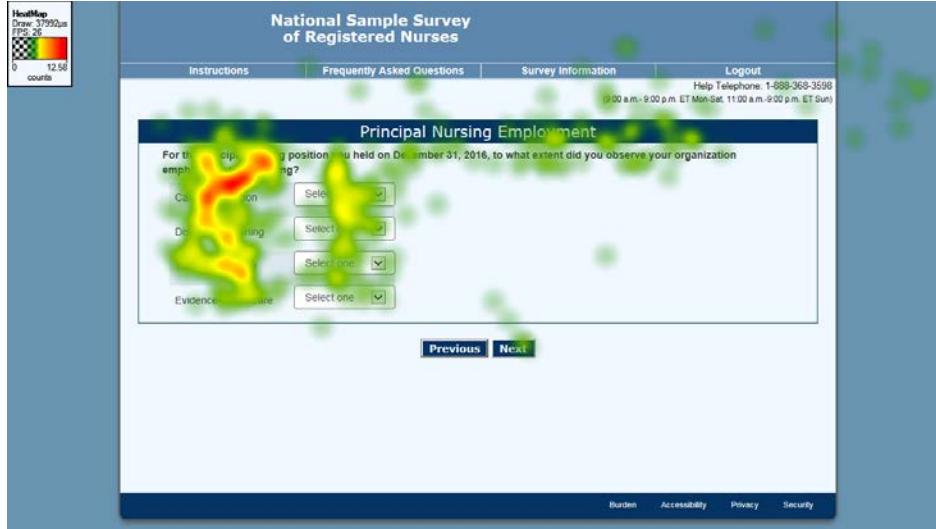 HeatMap
Draw: 37992µs
FPS: 26
0 12.58
counts
National Sample Survey
of Registered Nurses
Instructions Frequently Asked Questions Survey Information Logout
Help Telephone: 1-888-368-3598
(9:00 a.m.- 9:00 p.m. ET Mon-Sat, 11:00 a.m.-9:00 p.m. ET Sun)
Principal Nursing Employment
For position you held on December 31, 2016, to what extent did you observe your organization
Select
Select
Select one
Evidence Select one
Previous Next
Burden Accessibility Privacy Security